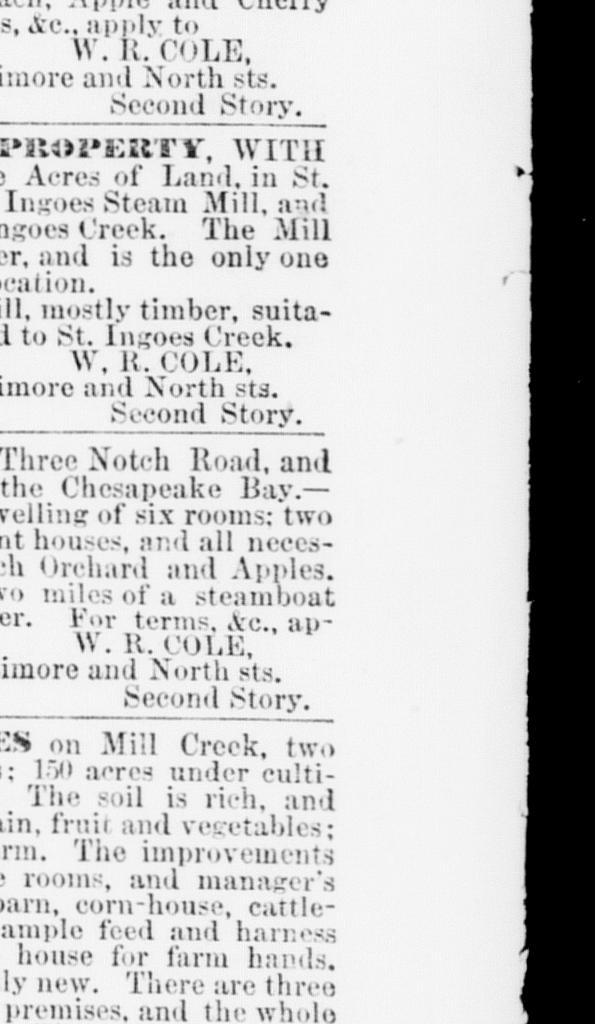 ach, Apple and Cherry
s, &c., apply to
W. R. COLE,
imore and North sts.
Second Story.
PROPERTY, WITH
e Acres of Land, in St.
Ingoes Steam Mill, and
ngoes Creek. The Mill
er, and is the only one
ocation.
ill, mostly timber, suita-
d to St. Ingoes Creek.
W. R. COLE,
imore and North sts.
Second Story.
Three Notch Road, and
the Chesapeake Bay.—
welling of six rooms; two
nt houses, and all neces-
ch Orchard and Apples.
vo miles of a steamboat
er. For terms, &c., ap-
W. R. COLE,
imore and North sts.
Second Story.
ES on Mill Creek, two
s; 150 acres under culti-
The soil is rich, and
ain, fruit and vegetables;
rm. The improvements
e rooms, and manager's
barn, corn-house, cattle-
ample feed and harness
house for farm hands.
ly new. There are three
premises, and the whole